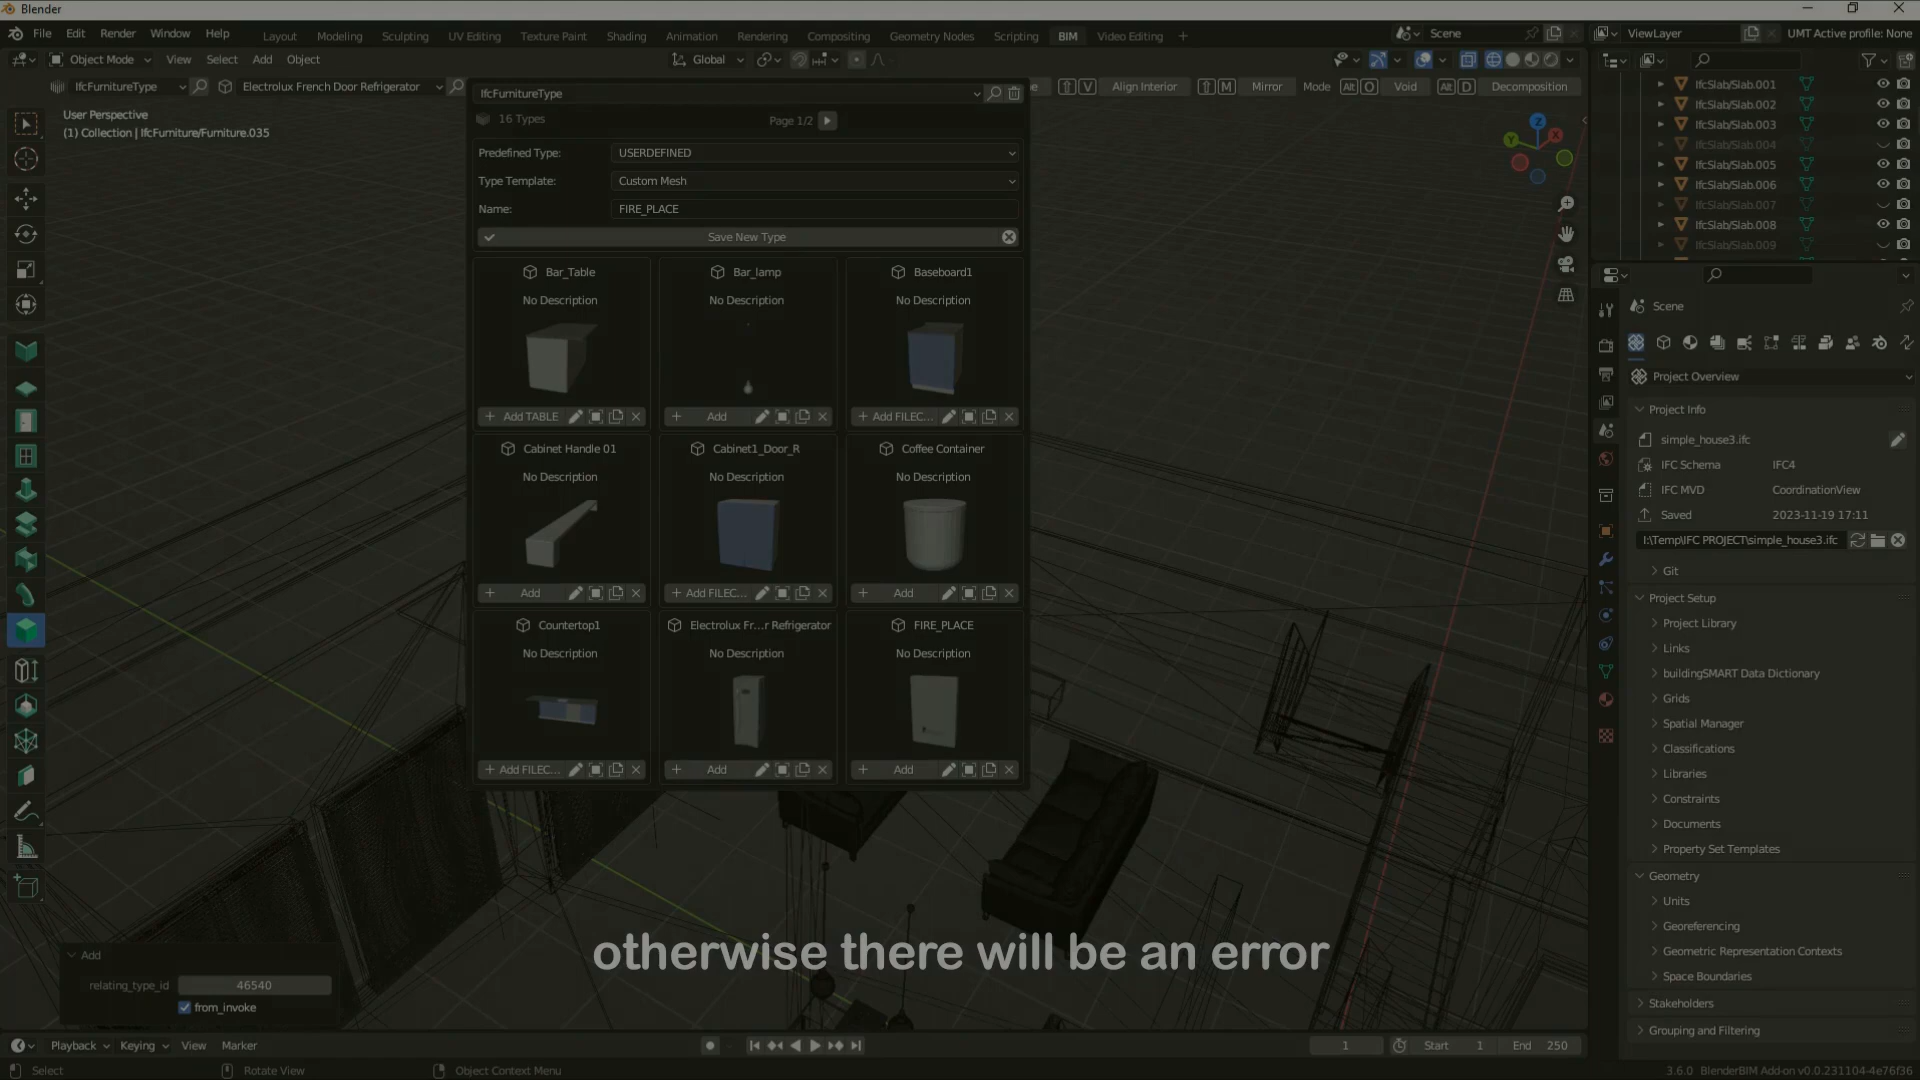 Blender
File Edit Render Window Help
Layout Modeling Sculpting UV Editing Texture Paint Shading Animation Rendering Compositing Geometry Nodes Scripting BIM Video Editing +
Scene
ViewLayer
UMT Active profile: None
Object Mode View Select Add Object
Global
IfcFurnitureType
Electrolux French Door Refrigerator
V Align Interior M Mirror Mode Alt O Void Alt D Decomposition
User Perspective
(1) Collection | IfcFurniture/Furniture.035
IfcFurnitureType
16 Types
Page 1/2
Predefined Type: USERDEFINED
Type Template: Custom Mesh
Name: FIRE_PLACE
Save New Type
Bar_Table Bar_lamp Baseboard1
No Description No Description No Description
Add TABLE Add Add FILEC...
Cabinet Handle 01 Cabinet1_Door_R Coffee Container
No Description No Description No Description
Add Add FILEC... Add
Countertop1 Electrolux Fr...r Refrigerator FIRE_PLACE
No Description No Description No Description
Add FILEC... Add Add
Z
Y
X
IfcSlab/Slab.001
IfcSlab/Slab.002
IfcSlab/Slab.003
IfcSlab/Slab.004
IfcSlab/Slab.005
IfcSlab/Slab.006
IfcSlab/Slab.007
IfcSlab/Slab.008
IfcSlab/Slab.009
Scene
Project Overview
Project Info
simple_house3.ifc
IFC Schema IFC4
IFC MVD CoordinationView
Saved 2023-11-19 17:11
I:\Temp\IFC PROJECT\simple_house3.ifc
Git
Project Setup
Project Library
Links
buildingSMART Data Dictionary
Grids
Spatial Manager
Classifications
Libraries
Constraints
Documents
Property Set Templates
Geometry
Units
Georeferencing
Geometric Representation Contexts
Space Boundaries
Stakeholders
Grouping and Filtering
otherwise there will be an error
Add
relating_type_id 46540
from_invoke
Playback Keying View Marker
1 Start 1 End 250
Select Rotate View Object Context Menu
3.6.0 BlenderBIM Add-on v0.0.231104-4e76f36